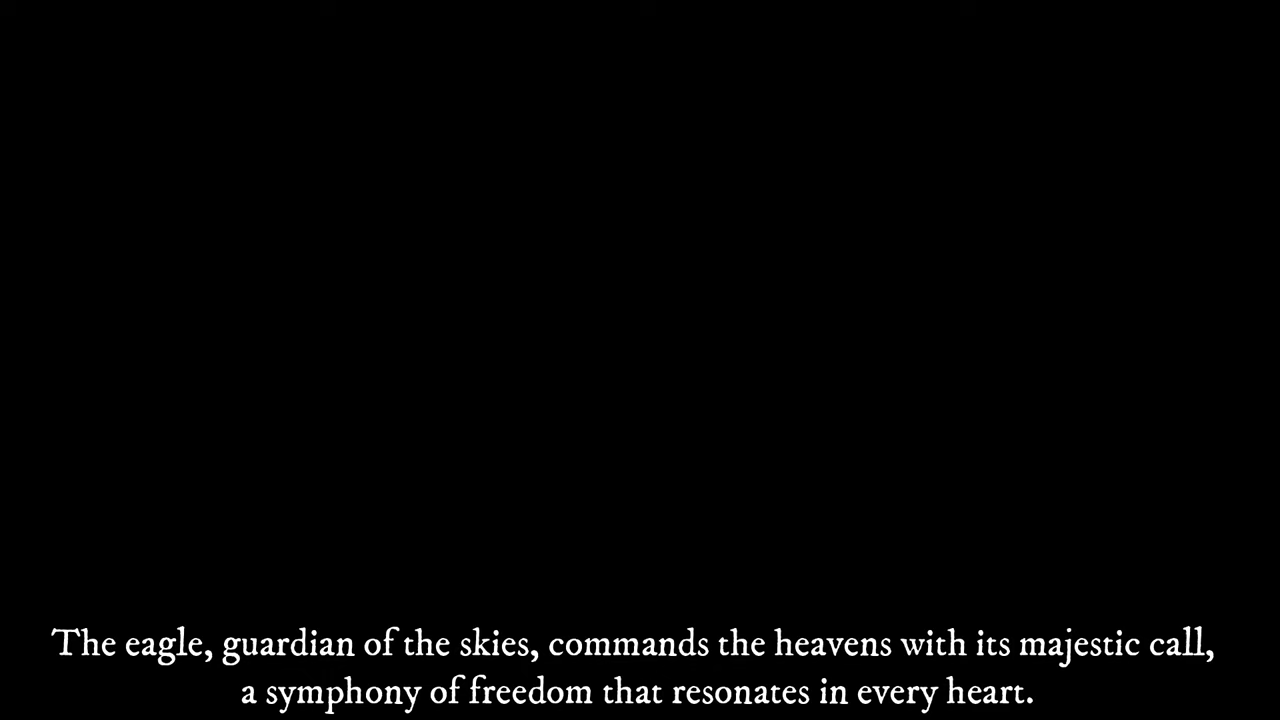 The eagle, guardian of the skies, commands the heavens with its majestic call,
a symphony of freedom that resonates in every heart.